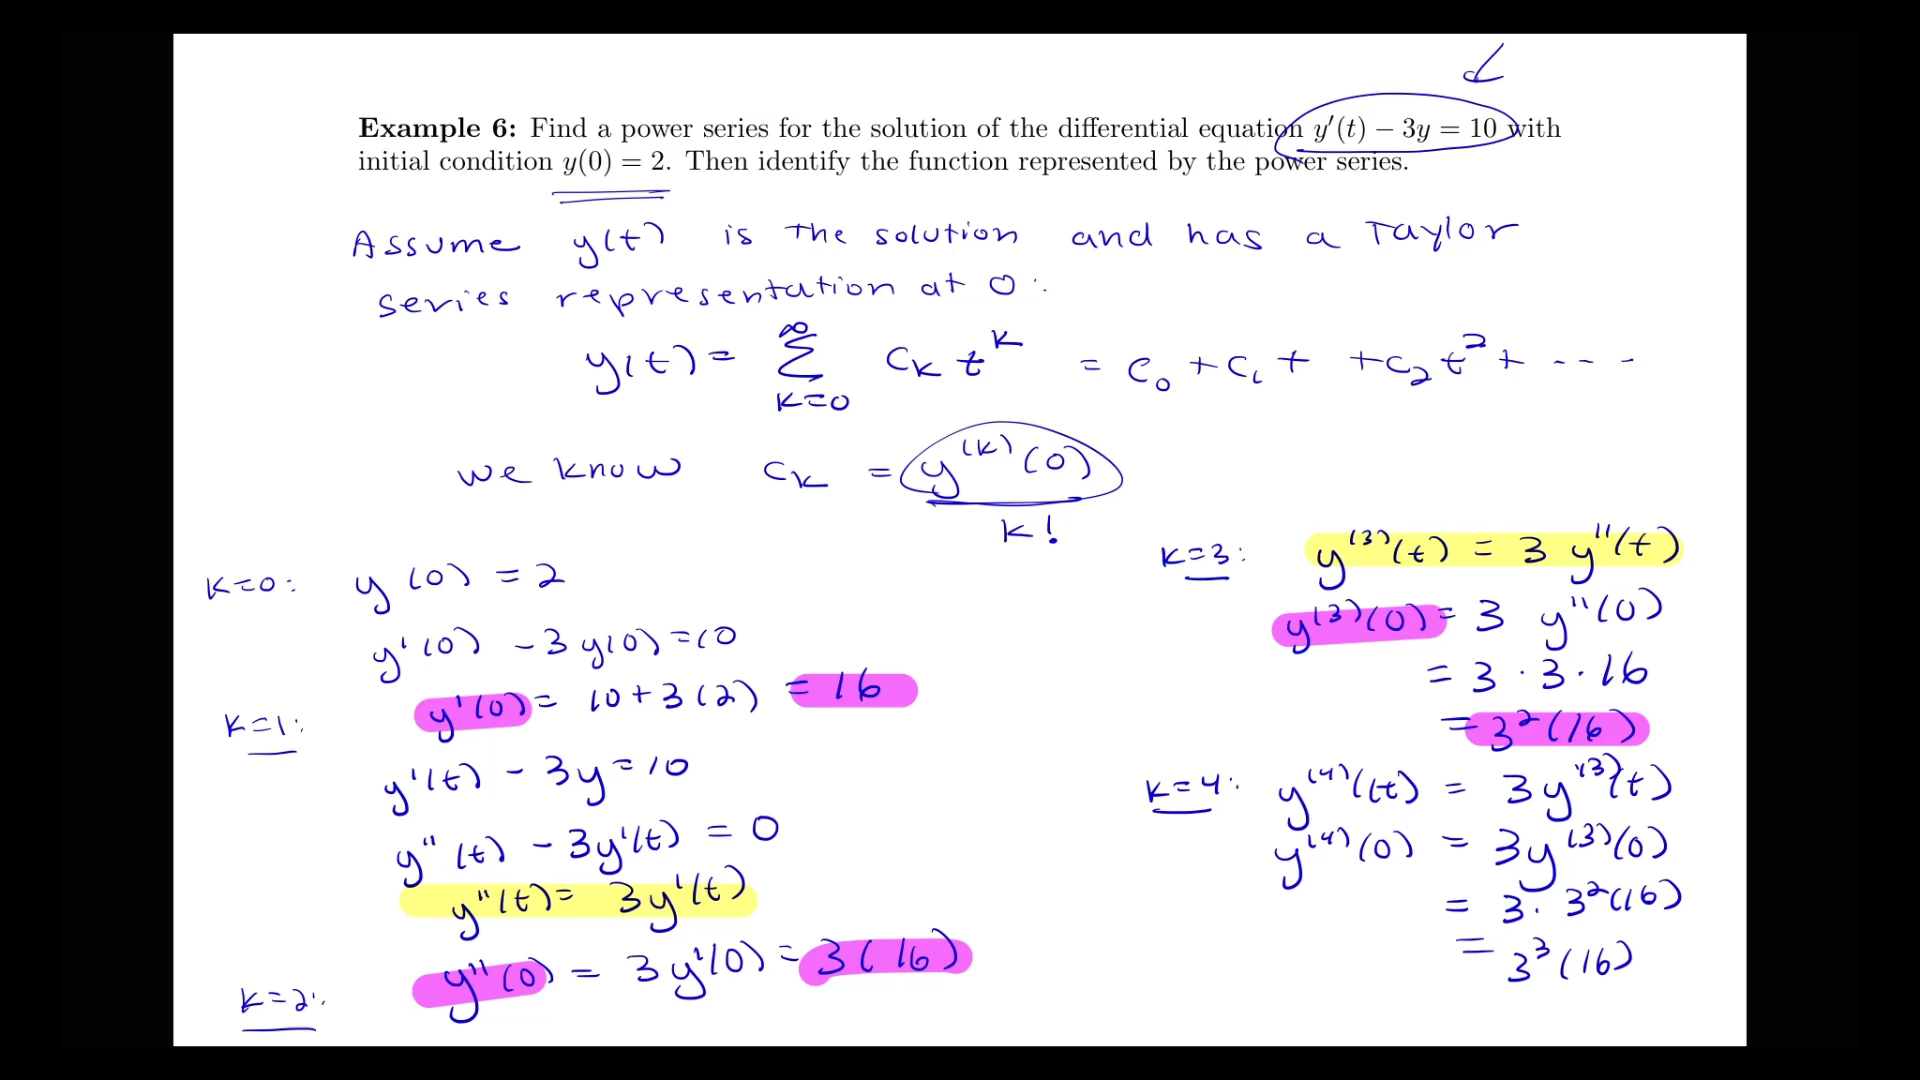 Example 6: Find a power series for the solution of the differential equation y′(t) − 3y = 10 with
initial condition y(0) = 2. Then identify the function represented by the power series.
Assume y(t) is the solution and has a Taylor
series representation at 0:
y(t) = ∞ Σ k=0 c_k t^k = c_0 + c_1 t + c_2 t^2 + ---
we know c_k = y^(k)(0) / k!
k=0: y(0) = 2
y'(0) - 3y(0) = 10
k=1: y'(0) = 10 + 3(2) = 16
y'(t) - 3y = 10
y''(t) - 3y'(t) = 0
y''(t) = 3y'(t)
k=2: y''(0) = 3y'(0) = 3(16)
k=3: y^(3)(t) = 3 y''(t)
y^(3)(0) = 3 y''(0)
= 3 · 3 · 16
= 3^2(16)
k=4: y^(4)(t) = 3y^(3)(t)
y^(4)(0) = 3y^(3)(0)
= 3 · 3^2(16)
= 3^3(16)